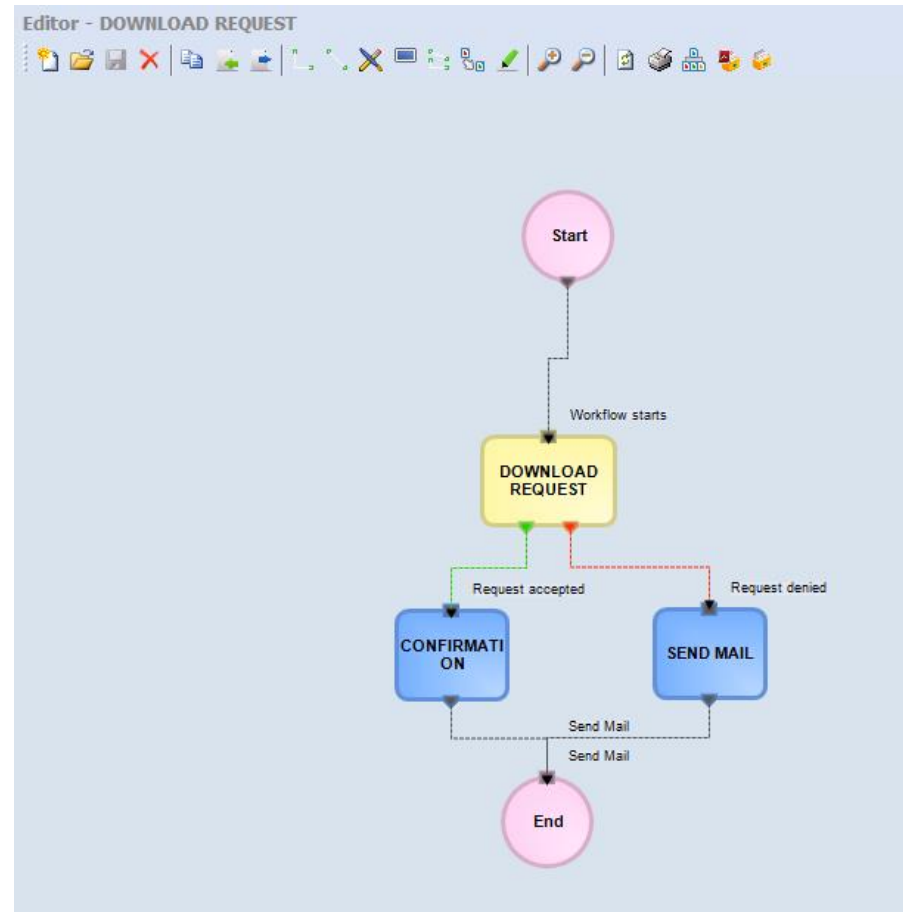 Editor - DOWNLOAD REQUEST
Start
Workflow starts
DOWNLOAD
REQUEST
Request accepted
Request denied
CONFIRMATI
ON
SEND MAIL
Send Mail
Send Mail
End